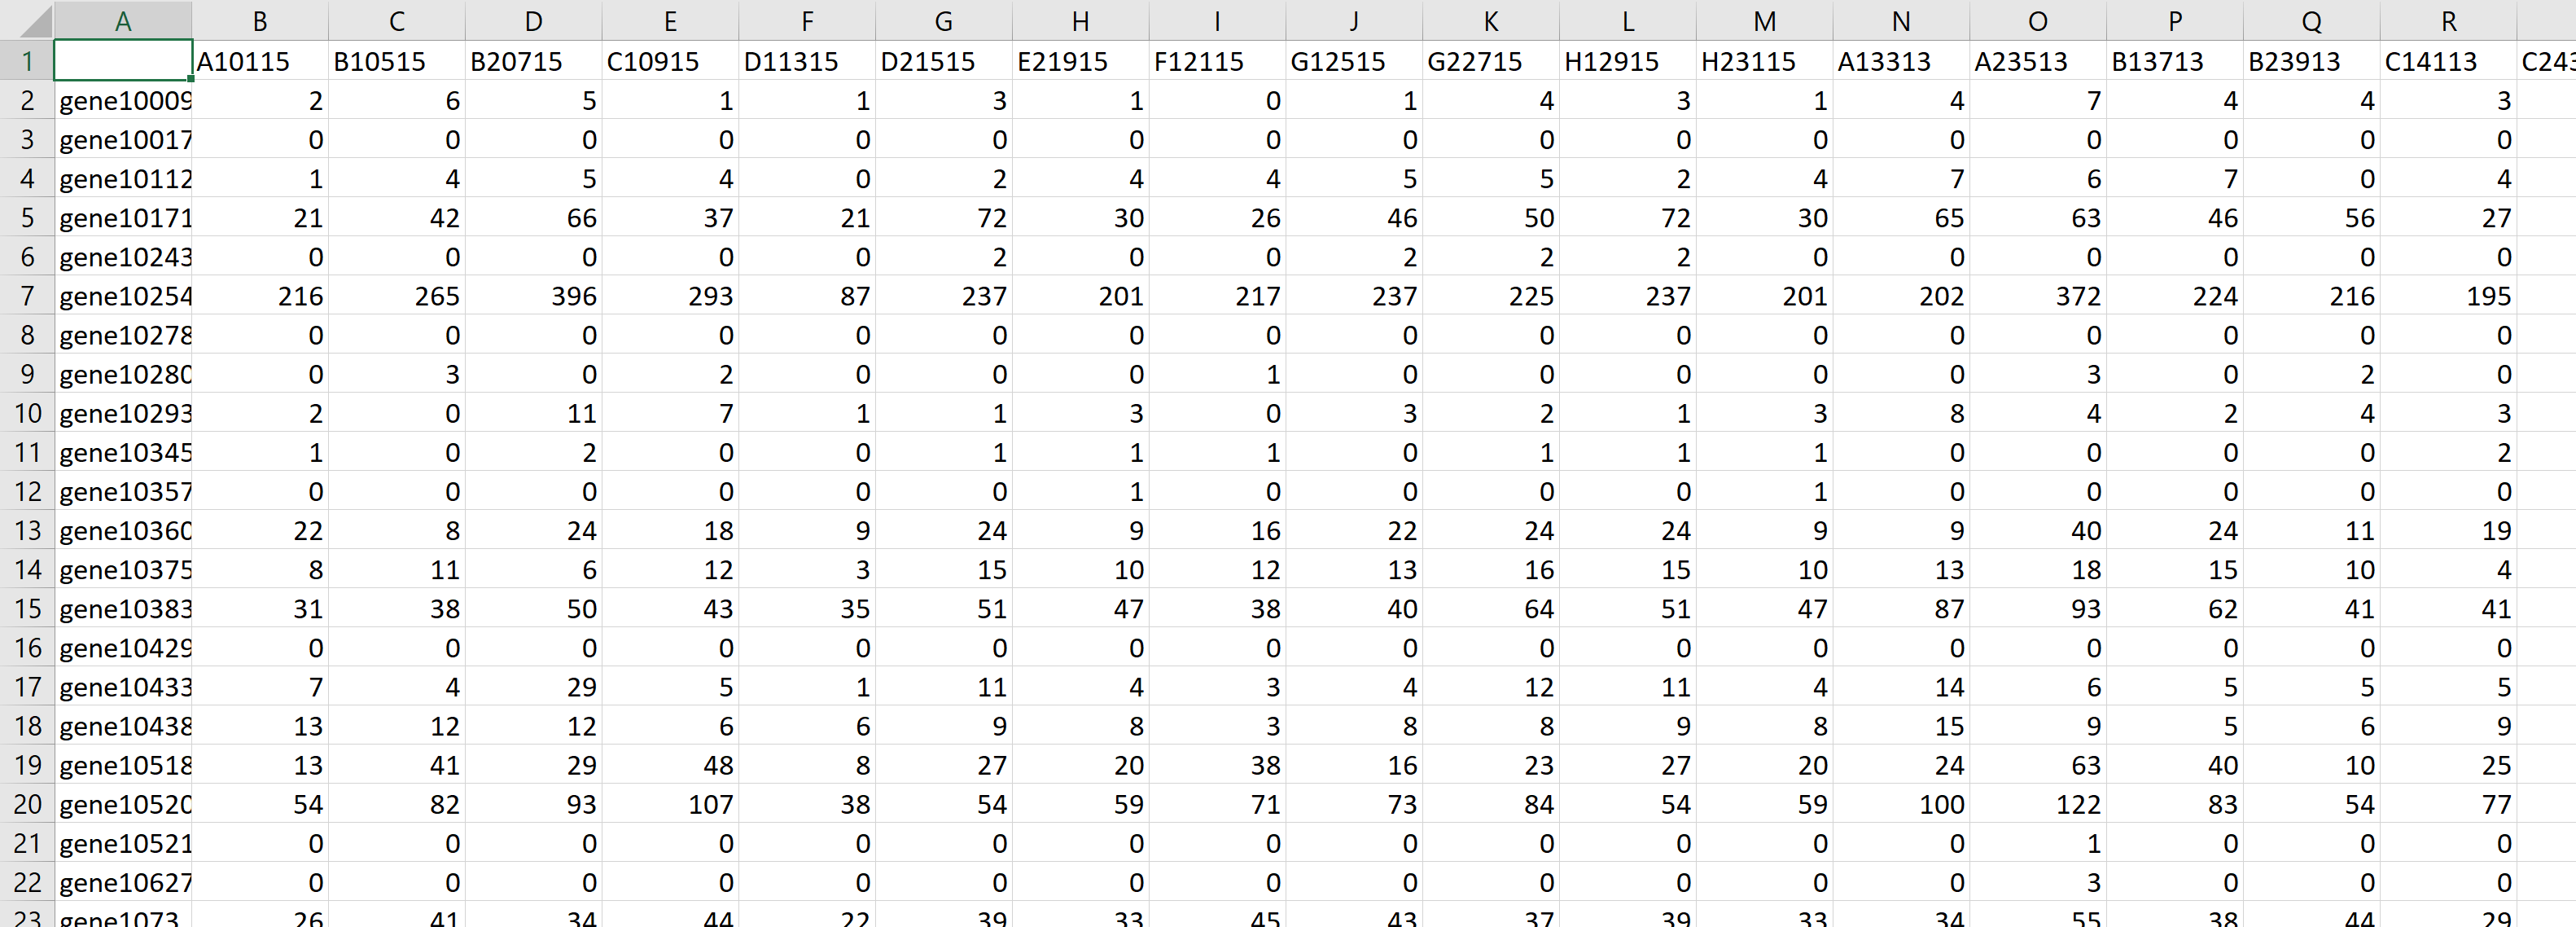 A B C D E F G H I J K L M N O P Q R
1 A10115 B10515 B20715 C10915 D11315 D21515 E21915 F12115 G12515 G22715 H12915 H23115 A13313 A23513 B13713 B23913 C14113 C243
2 gene10009 2 6 5 1 1 3 1 0 1 4 3 1 4 7 4 4 3
3 gene10017 0 0 0 0 0 0 0 0 0 0 0 0 0 0 0 0 0
4 gene10112 1 4 5 4 0 2 4 4 5 5 2 4 7 6 7 0 4
5 gene10171 21 42 66 37 21 72 30 26 46 50 72 30 65 63 46 56 27
6 gene10243 0 0 0 0 0 2 0 0 2 2 2 0 0 0 0 0 0
7 gene10254 216 265 396 293 87 237 201 217 237 225 237 201 202 372 224 216 195
8 gene10278 0 0 0 0 0 0 0 0 0 0 0 0 0 0 0 0 0
9 gene10280 0 3 0 2 0 0 0 1 0 0 0 0 0 3 0 2 0
10 gene10293 2 0 11 7 1 1 3 0 3 2 1 3 8 4 2 4 3
11 gene10345 1 0 2 0 0 1 1 1 0 1 1 1 0 0 0 0 2
12 gene10357 0 0 0 0 0 0 1 0 0 0 0 1 0 0 0 0 0
13 gene10360 22 8 24 18 9 24 9 16 22 24 24 9 9 40 24 11 19
14 gene10375 8 11 6 12 3 15 10 12 13 16 15 10 13 18 15 10 4
15 gene10383 31 38 50 43 35 51 47 38 40 64 51 47 87 93 62 41 41
16 gene10429 0 0 0 0 0 0 0 0 0 0 0 0 0 0 0 0 0
17 gene10433 7 4 29 5 1 11 4 3 4 12 11 4 14 6 5 5 5
18 gene10438 13 12 12 6 6 9 8 3 8 8 9 8 15 9 5 6 9
19 gene10518 13 41 29 48 8 27 20 38 16 23 27 20 24 63 40 10 25
20 gene10520 54 82 93 107 38 54 59 71 73 84 54 59 100 122 83 54 77
21 gene10521 0 0 0 0 0 0 0 0 0 0 0 0 0 1 0 0 0
22 gene10627 0 0 0 0 0 0 0 0 0 0 0 0 0 3 0 0 0
23 gene1073 26 41 34 44 22 39 33 45 43 37 39 33 34 55 38 44 29